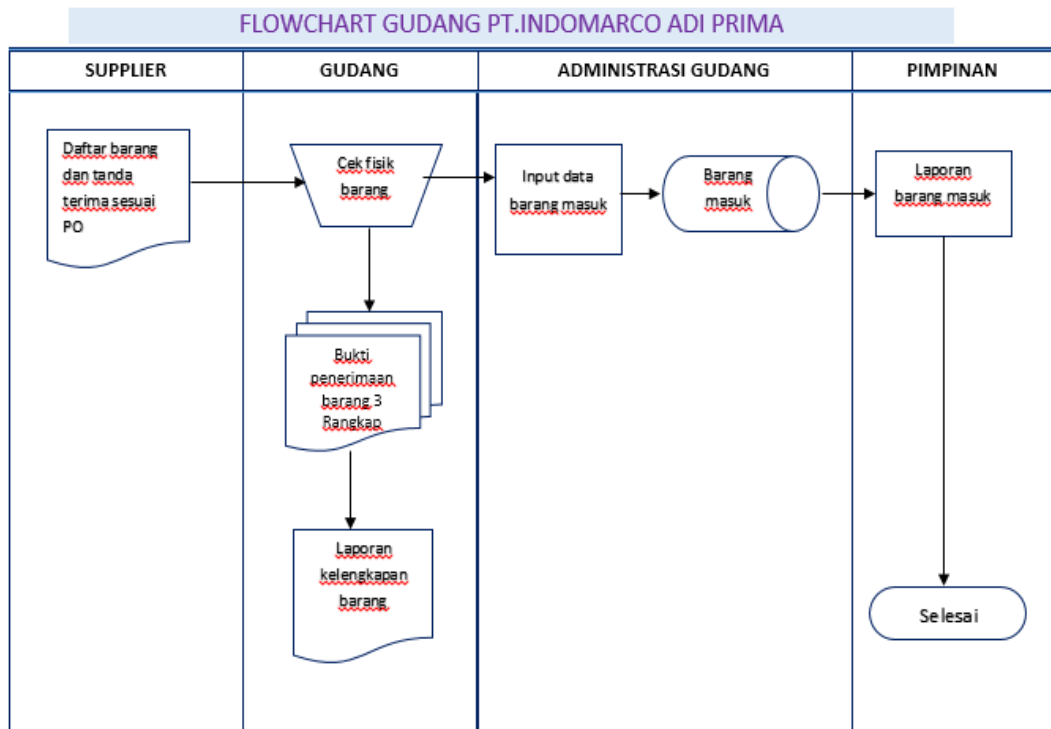 FLOWCHART GUDANG PT.INDOMARCO ADI PRIMA
SUPPLIER
GUDANG
ADMINISTRASI GUDANG
PIMPINAN
Daftar barang
dan tanda
terima sesuai
PO
Cek fisik
barang
Input data
barang masuk
Barang
masuk
Laporan
barang masuk
Bukti
penerimaan
barang 3
Rangkap
Laporan
kelengkapan
barang
Selesai